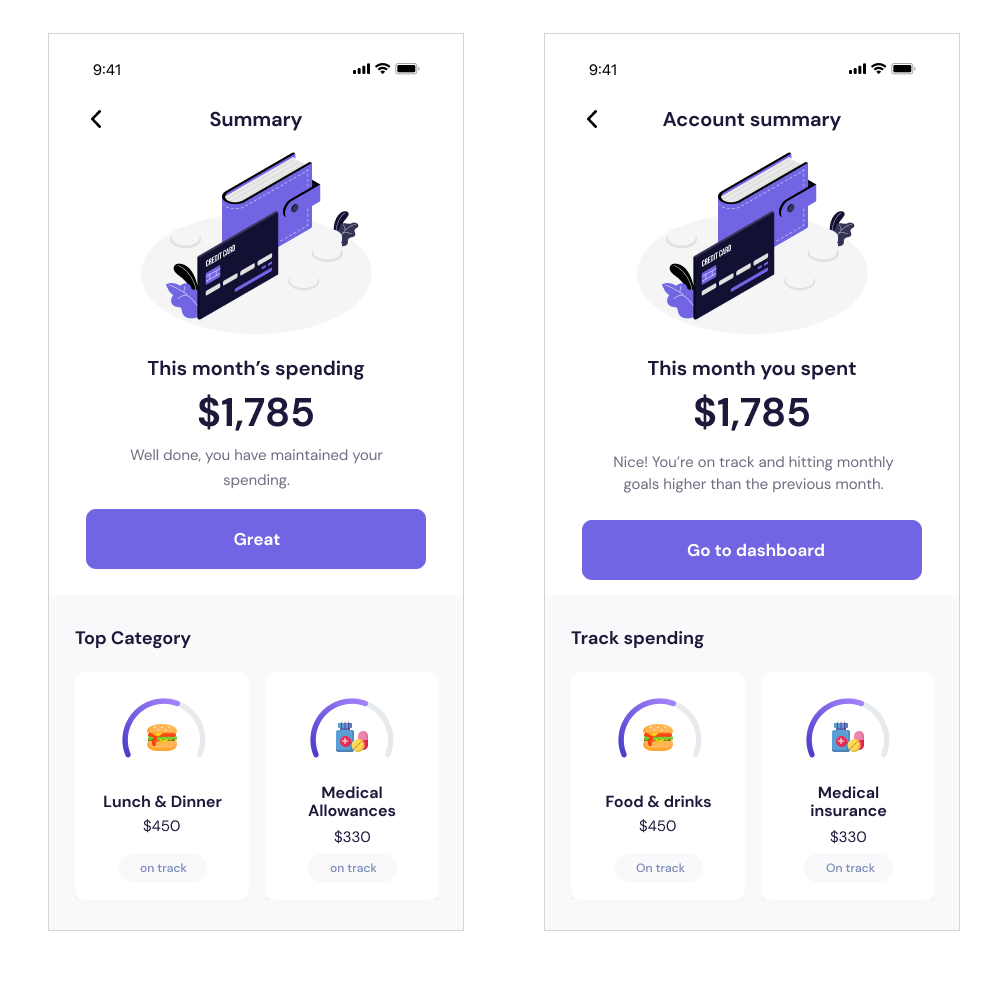 9:41
Summary
CREDIT CARD
This month’s spending
$1,785
Well done, you have maintained your
spending.
Great
Top Category
Lunch & Dinner
$450
on track
Medical
Allowances
$330
on track
9:41
Account summary
CREDIT CARD
This month you spent
$1,785
Nice! You’re on track and hitting monthly
goals higher than the previous month.
Go to dashboard
Track spending
Food & drinks
$450
On track
Medical
insurance
$330
On track